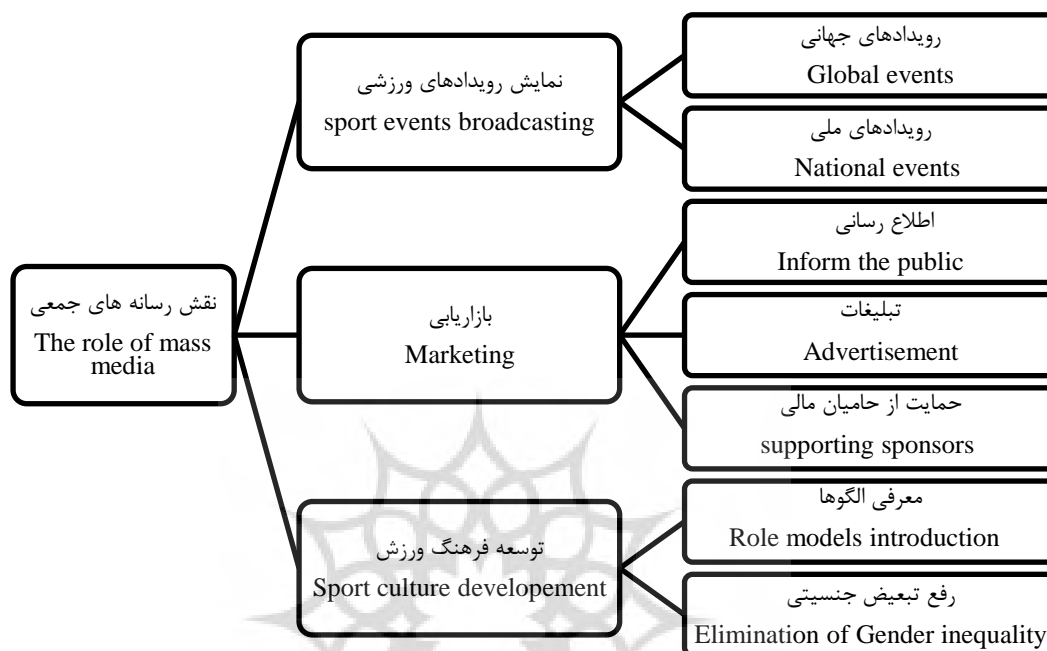 نقش رسانه های جمعی
The role of mass
media
نمایش رویدادهای ورزشی
sport events broadcasting
رویدادهای جهانی
Global events
رویدادهای ملی
National events
بازاریابی
Marketing
اطلاع رسانی
Inform the public
تبلیغات
Advertisement
حمایت از حامیان مالی
supporting sponsors
توسعه فرهنگ ورزش
Sport culture developement
معرفی الگوها
Role models introduction
رفع تبعیض جنسیتی
Elimination of Gender inequality